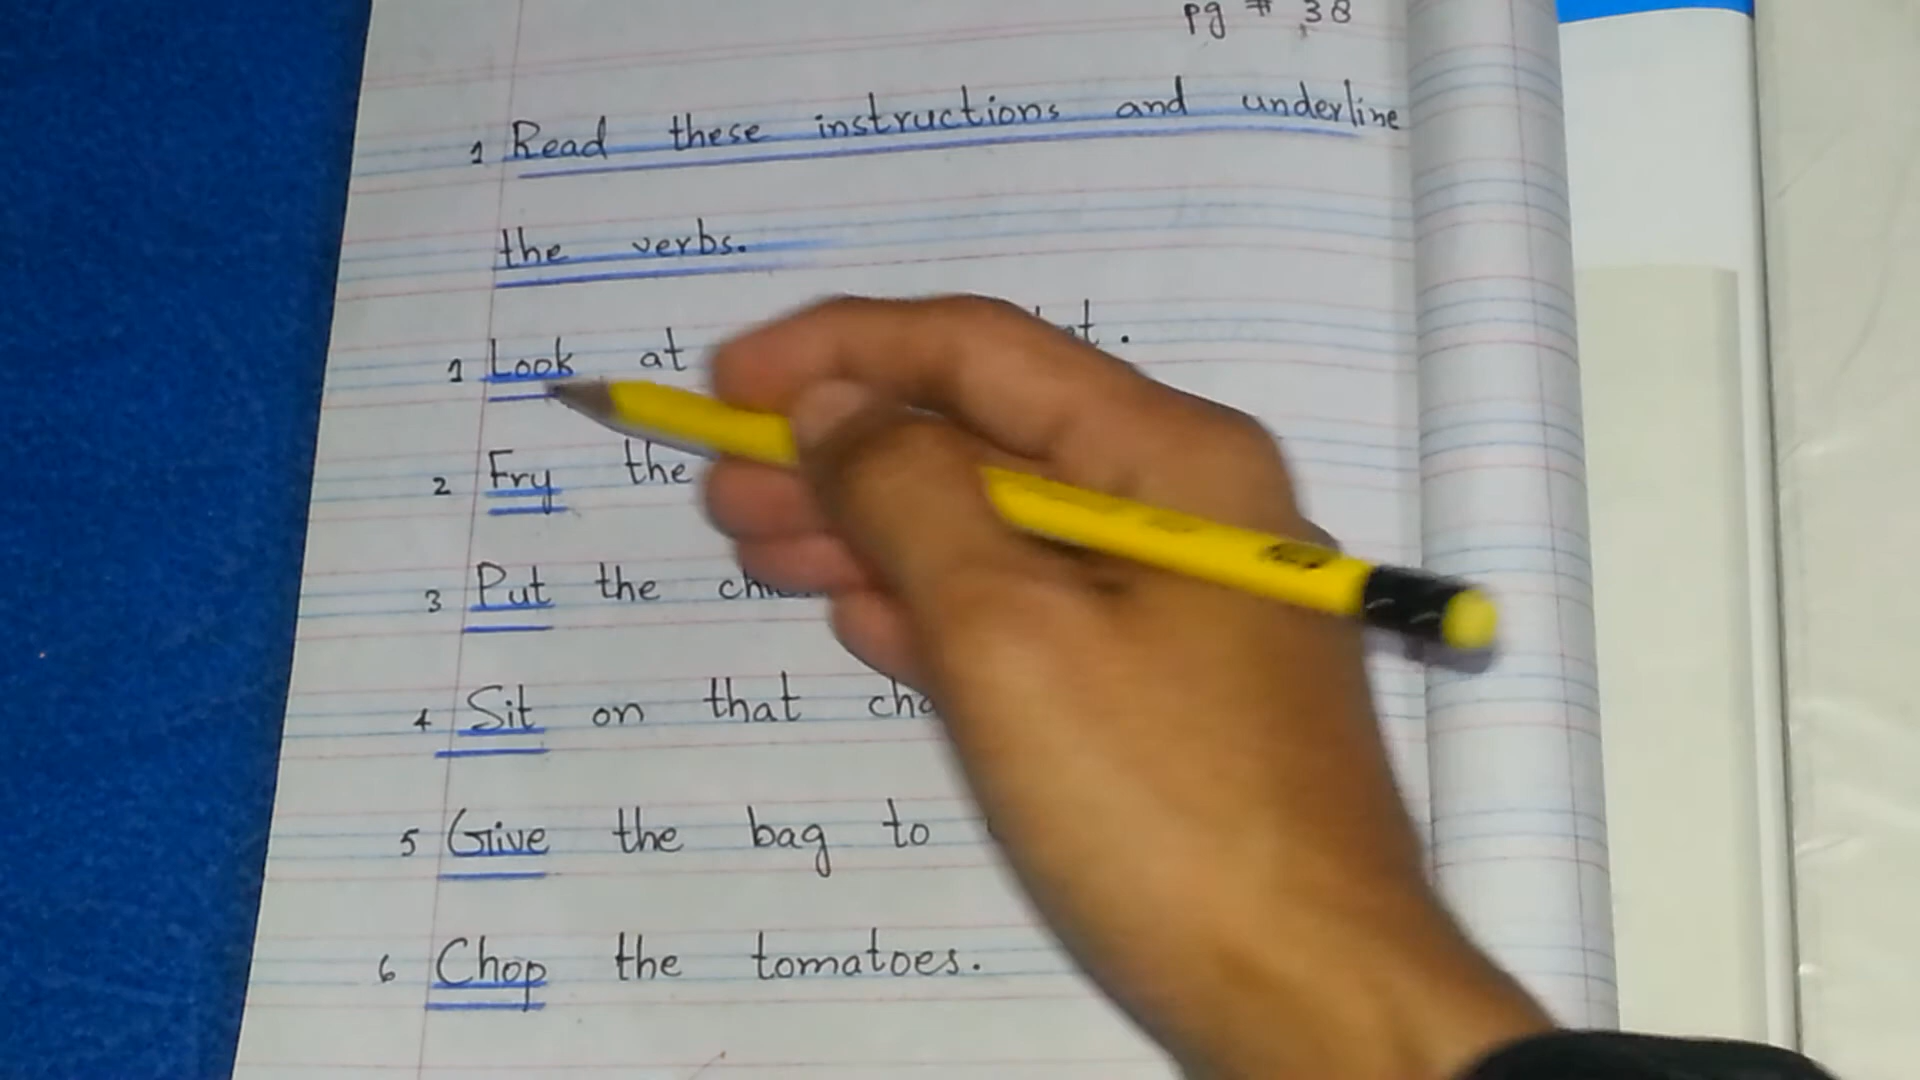 pg # 38
1 Read these instructions and underline
the verbs.
1 Look at
2 Fry the
3 Put the
4 Sit on that
5 Give the bag to
6 Chop the tomatoes.